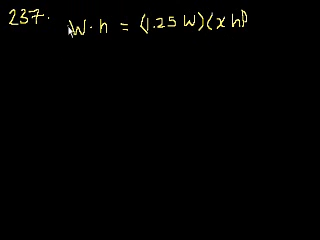 237. W · h = (1.25 W)(x h)